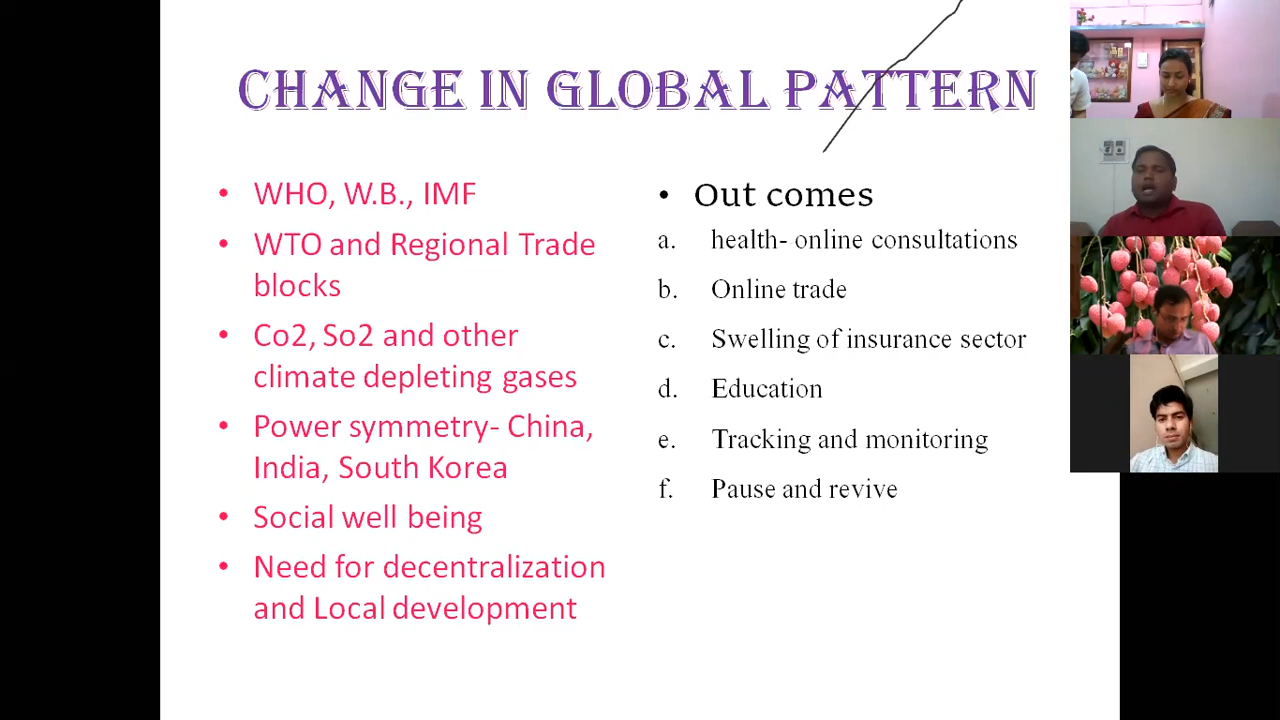 CHANGE IN GLOBAL PATTERN
• WHO, W.B., IMF
• WTO and Regional Trade
blocks
• Co2, So2 and other
climate depleting gases
• Power symmetry- China,
India, South Korea
• Social well being
• Need for decentralization
and Local development
• Out comes
a. health- online consultations
b. Online trade
c. Swelling of insurance sector
d. Education
e. Tracking and monitoring
f. Pause and revive